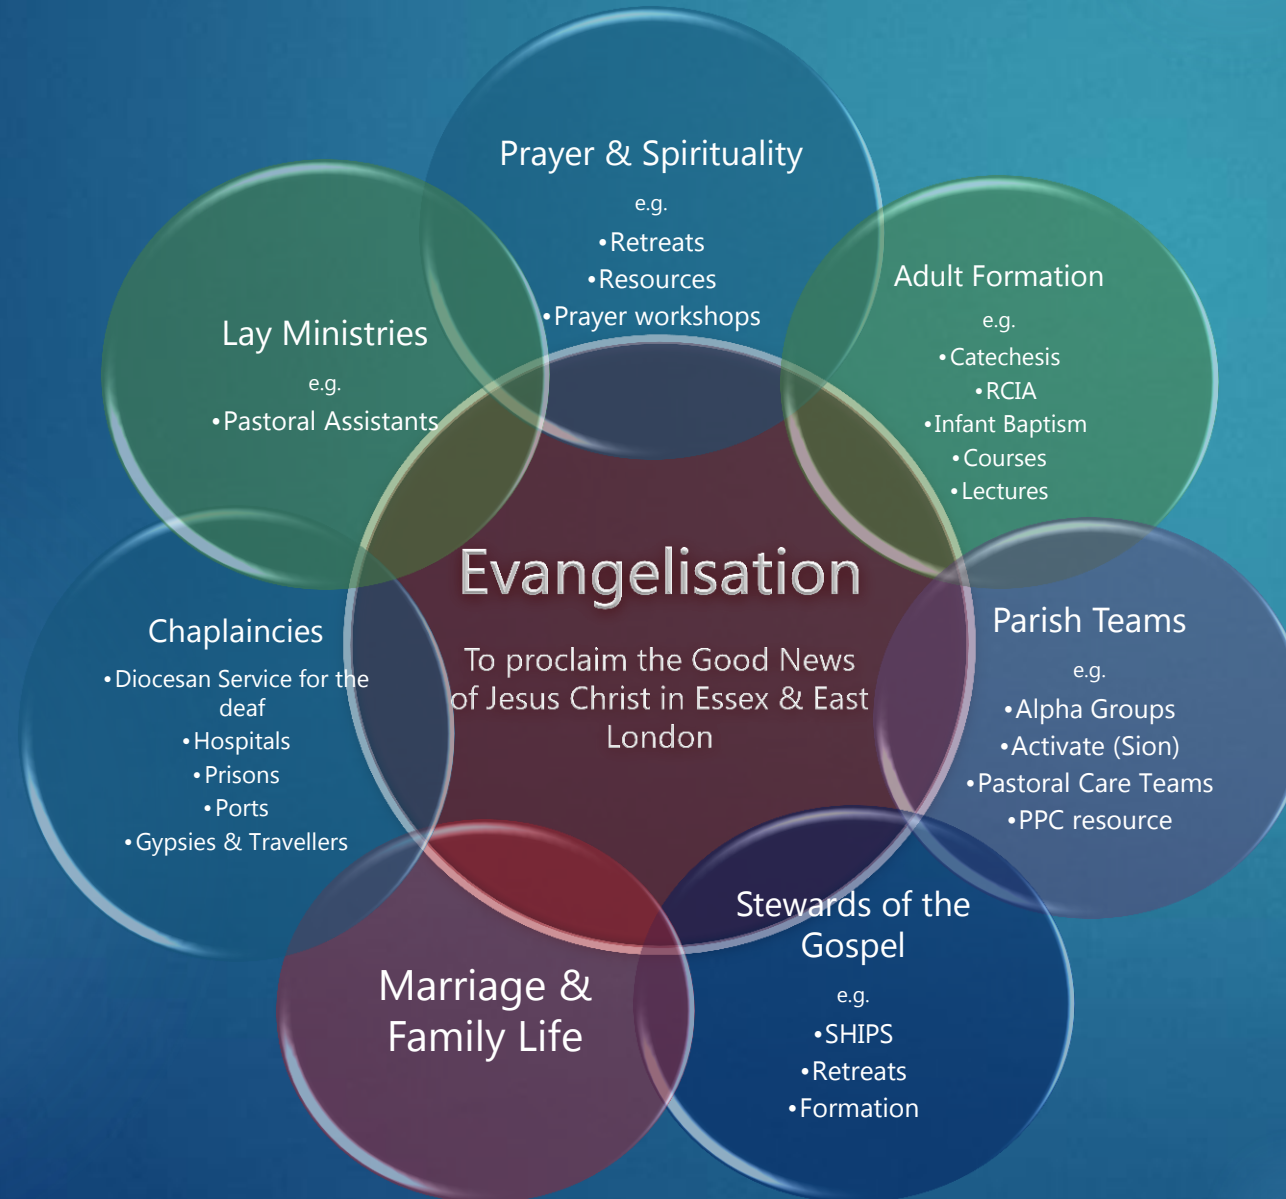 Prayer & Spirituality
e.g.
•Retreats
•Resources
•Prayer workshops
Adult Formation
e.g.
•Catechesis
•RCIA
•Infant Baptism
•Courses
•Lectures
Parish Teams
e.g.
•Alpha Groups
•Activate (Sion)
•Pastoral Care Teams
•PPC resource
Stewards of the
Gospel
e.g.
•SHIPS
•Retreats
•Formation
Marriage &
Family Life
Chaplaincies
•Diocesan Service for the
deaf
•Hospitals
•Prisons
•Ports
•Gypsies & Travellers
Lay Ministries
e.g.
•Pastoral Assistants
Evangelisation
To proclaim the Good News
of Jesus Christ in Essex & East
London